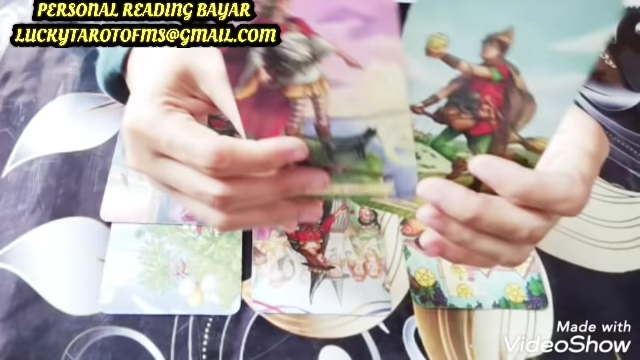 PERSONAL READING BAYAR
LUCKYTAROTOFMS@GMAIL.COM
Made with
VideoShow